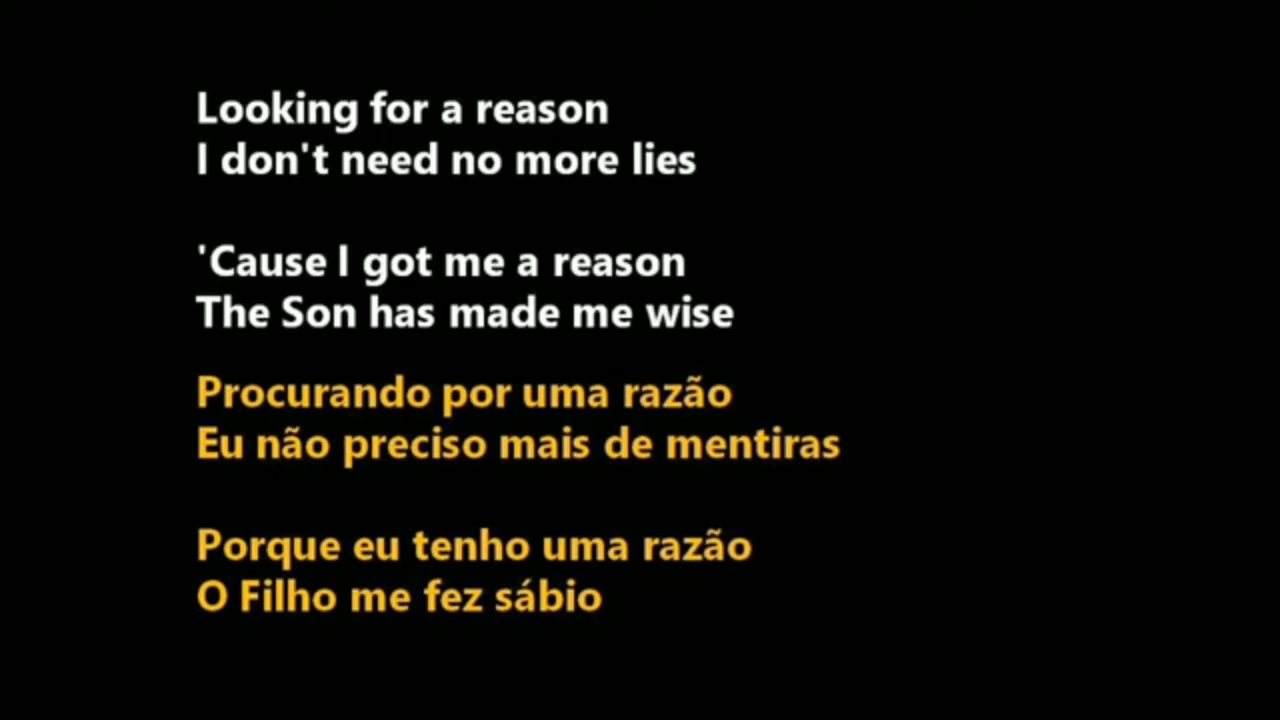 Looking for a reason
I don't need no more lies
'Cause I got me a reason
The Son has made me wise
Procurando por uma razão
Eu não preciso mais de mentiras
Porque eu tenho uma razão
O Filho me fez sábio